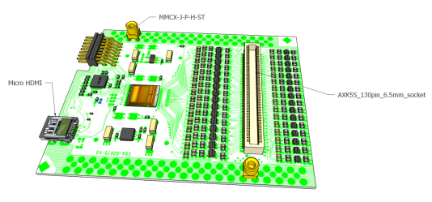 MMCX-J-P-H-ST
Micro HDMI
AXK5S_130pin_6.5mm_socket